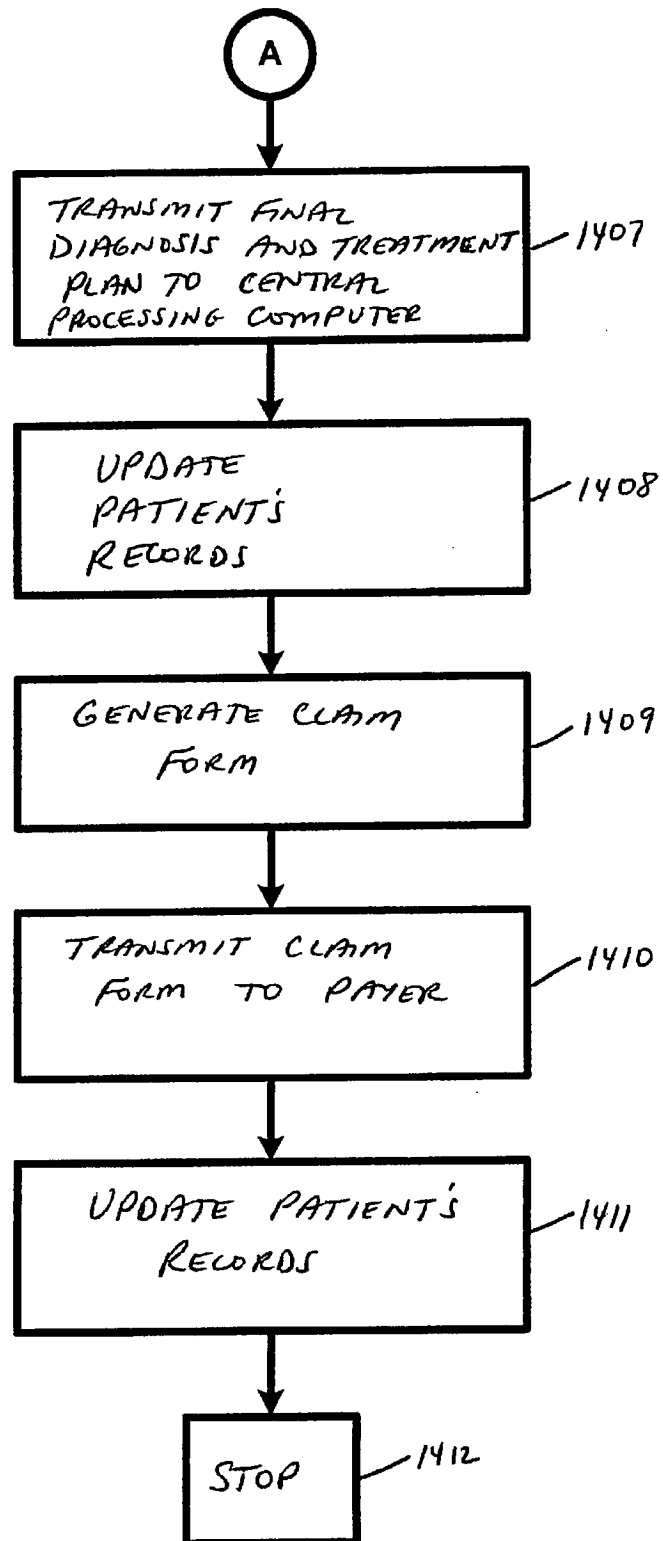 A
TRANSMIT FINAL
DIAGNOSIS AND TREATMENT
PLAN TO CENTRAL
PROCESSING COMPUTER
1407
UPDATE
PATIENT'S
RECORDS
1408
GENERATE CLAIM
FORM
1409
TRANSMIT CLAIM
FORM TO PAYER
1410
UPDATE PATIENT'S
RECORDS
1411
STOP
1412